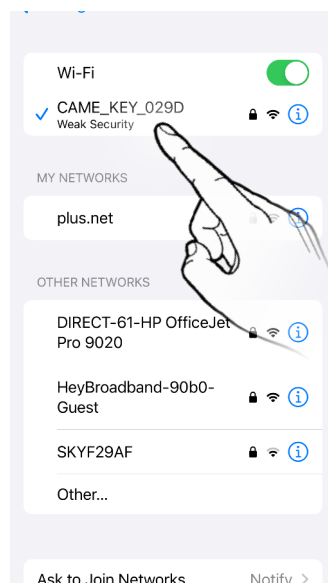 Wi-Fi
CAME_KEY_029D
Weak Security
MY NETWORKS
plus.net
OTHER NETWORKS
DIRECT-61-HP OfficeJet
Pro 9020
HeyBroadband-90b0-
Guest
SKYF29AF
Other...
Ask to Join Networks Notify